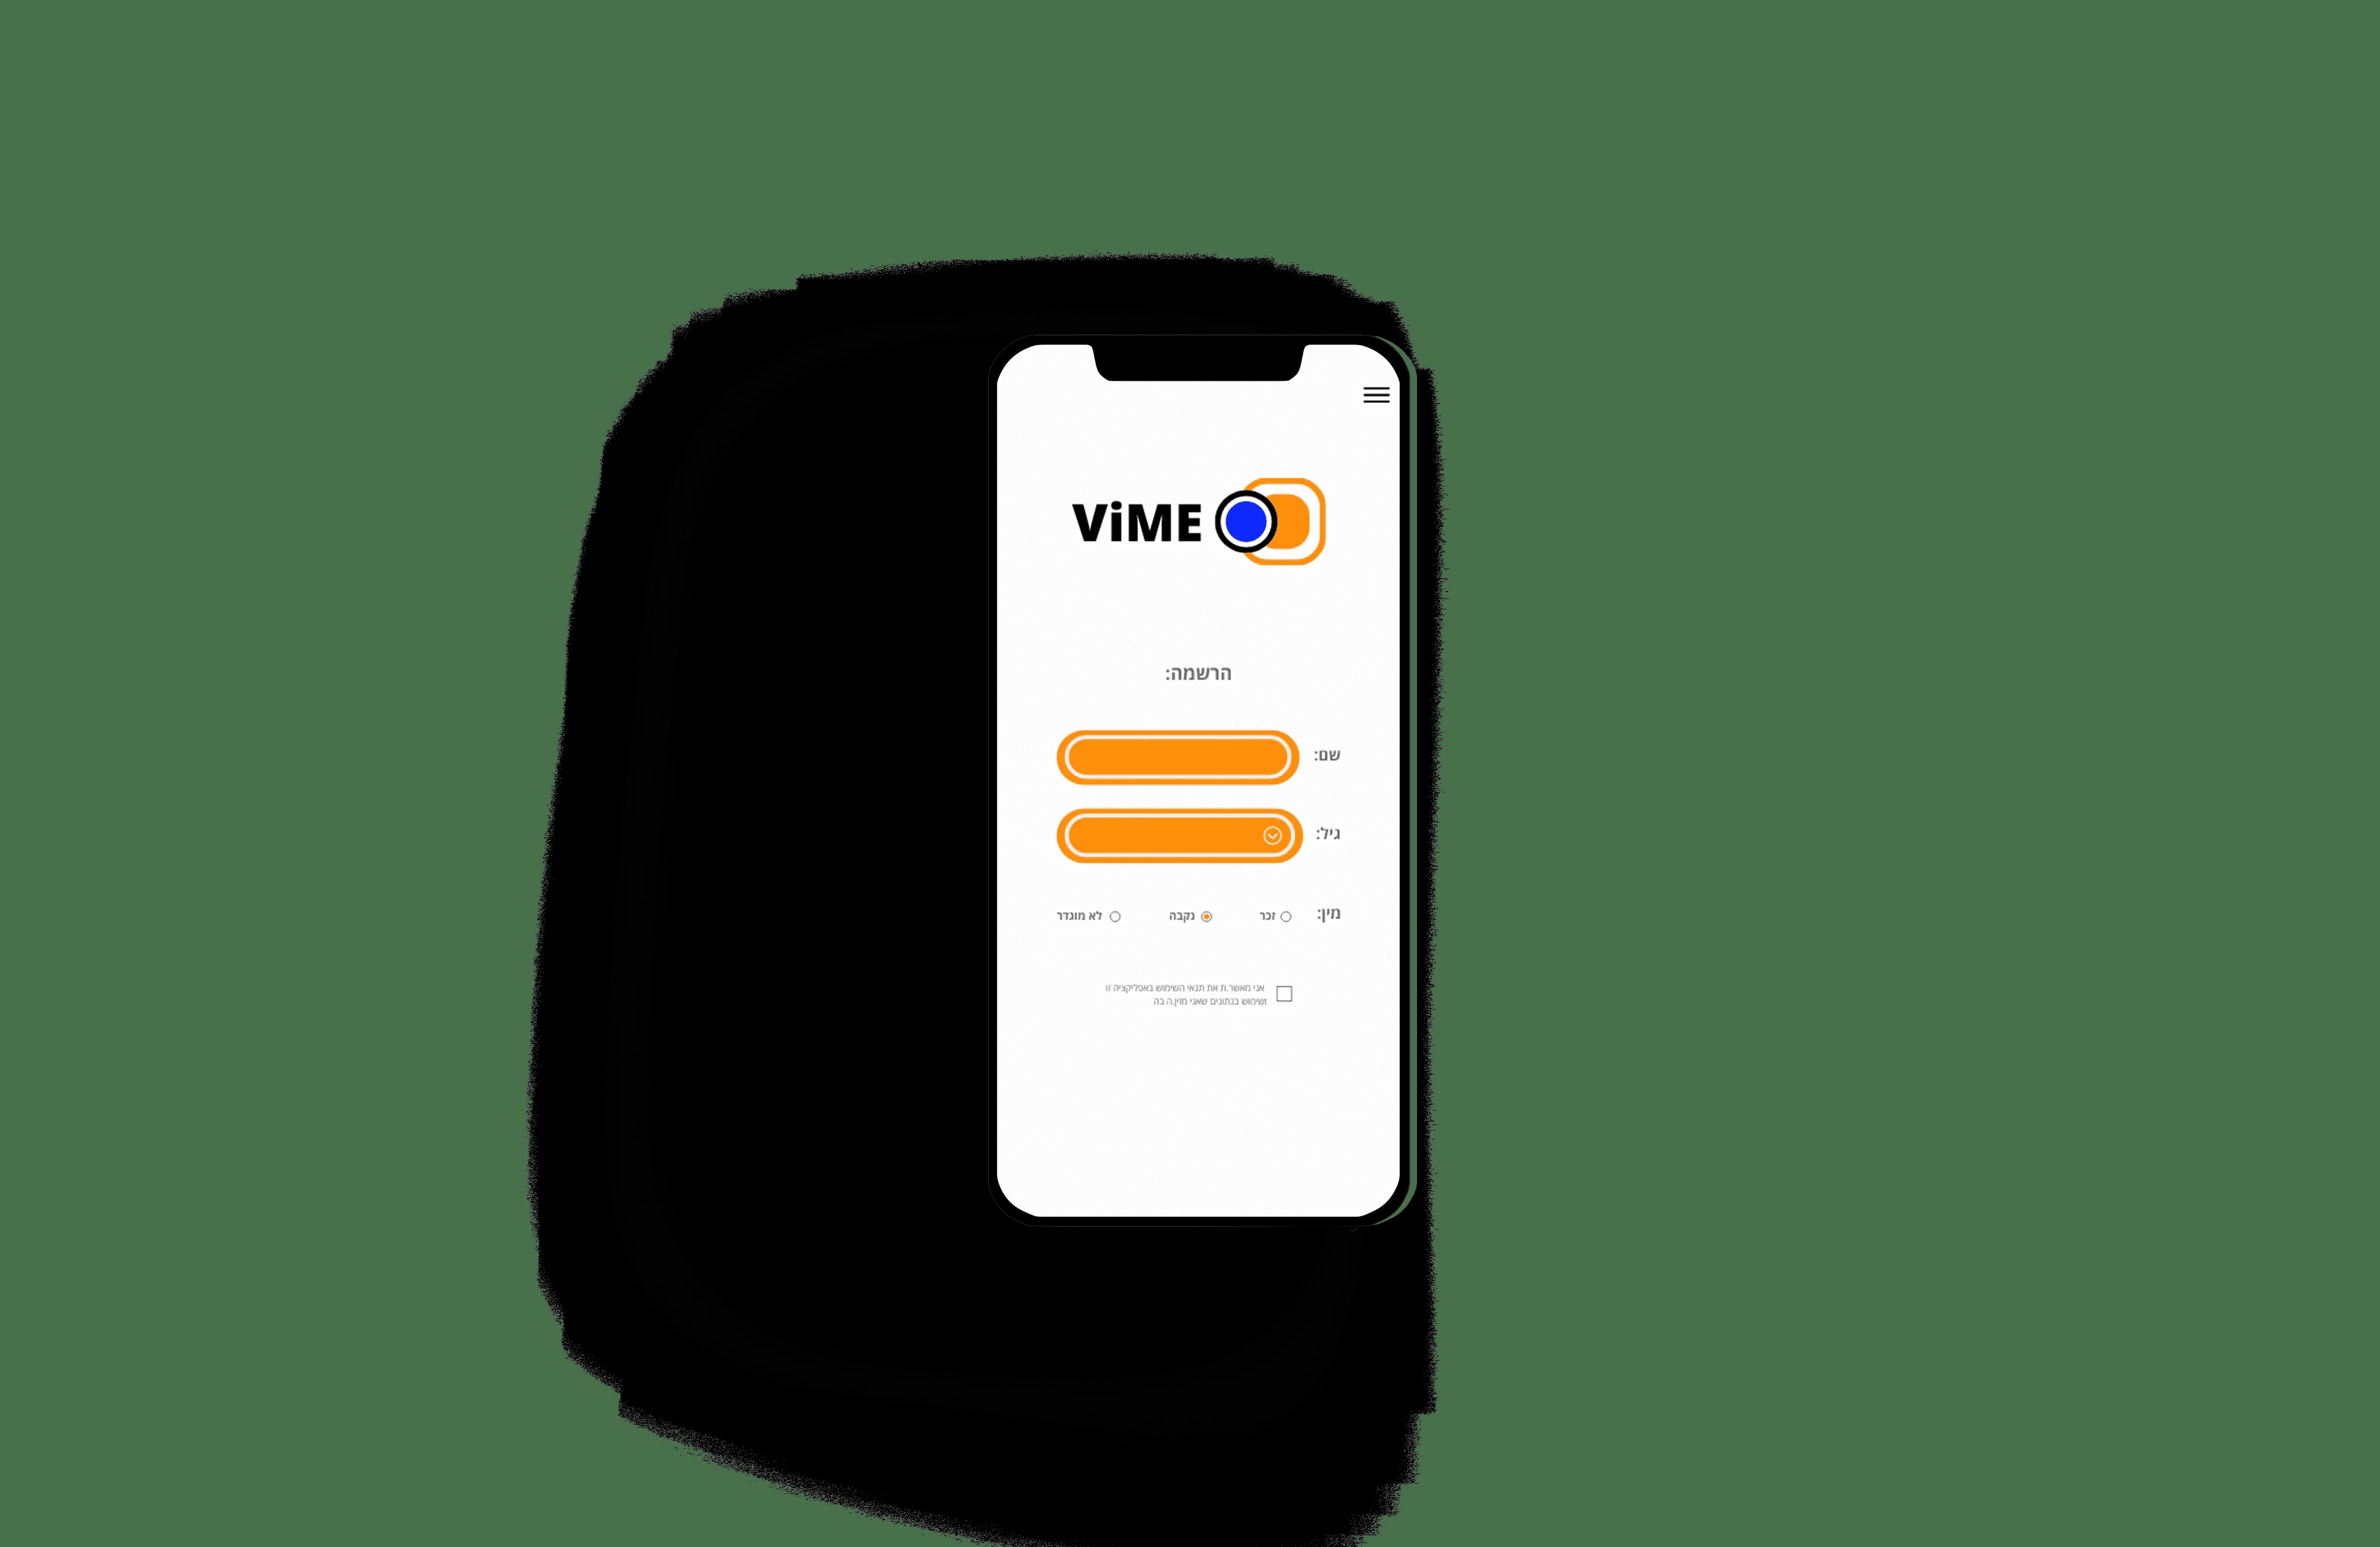 ViME
הרשמה:
שם:
גיל:
מין: זכר נקבה לא מוגדר
אני מאשר.ת את תנאי השימוש באפליקציה זו
ושימוש בנתונים שאני מזין.ה בה